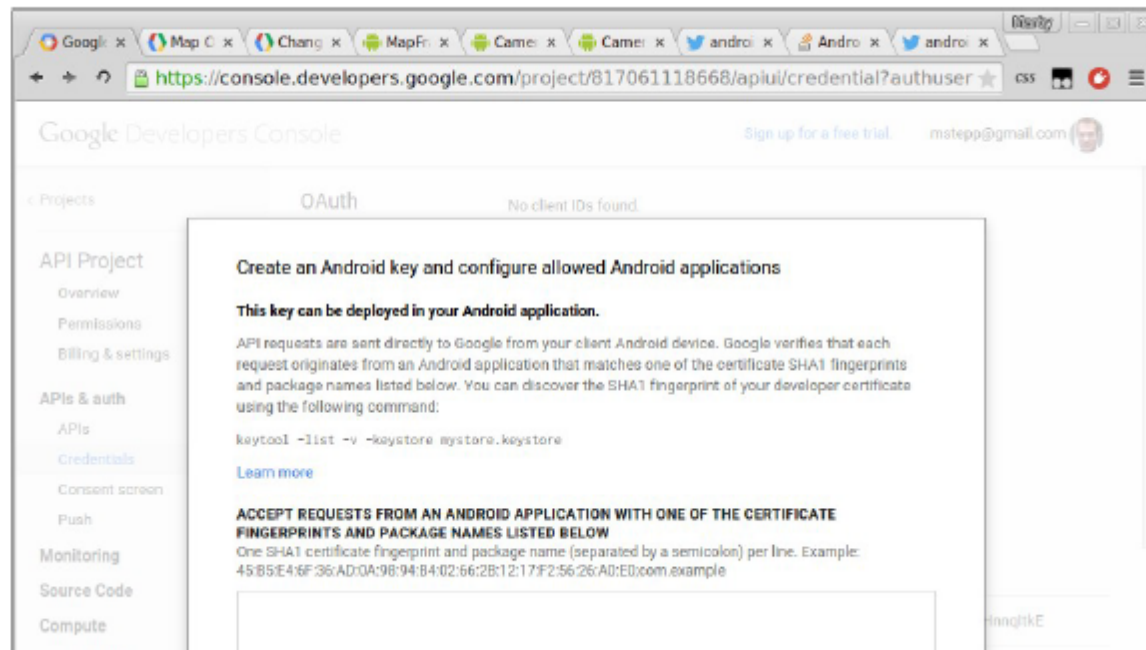 Googl
Map C
Chang
MapFr
Camer
Camer
androi
Andro
androi
https://console.developers.google.com/project/817061118668/apiui/credential?authuser
css
Google Developers Console
Sign up for a free trial.
mstepp@gmail.com
< Projects
OAuth
No client IDs found.
API Project
Overview
Permissions
Billing & settings
APIs & auth
APIs
Credentials
Consent screen
Push
Monitoring
Source Code
Compute
Create an Android key and configure allowed Android applications
This key can be deployed in your Android application.
API requests are sent directly to Google from your client Android device. Google verifies that each
request originates from an Android application that matches one of the certificate SHA1 fingerprints
and package names listed below. You can discover the SHA1 fingerprint of your developer certificate
using the following command:
keytool -list -v -keystore mystore.keystore
Learn more
ACCEPT REQUESTS FROM AN ANDROID APPLICATION WITH ONE OF THE CERTIFICATE
FINGERPRINTS AND PACKAGE NAMES LISTED BELOW
One SHA1 certificate fingerprint and package name (separated by a semicolon) per line. Example:
45:B5:E4:6F:36:AD:0A:98:94:B4:02:66:2B:12:17:F2:56:26:A0:E0;com.example